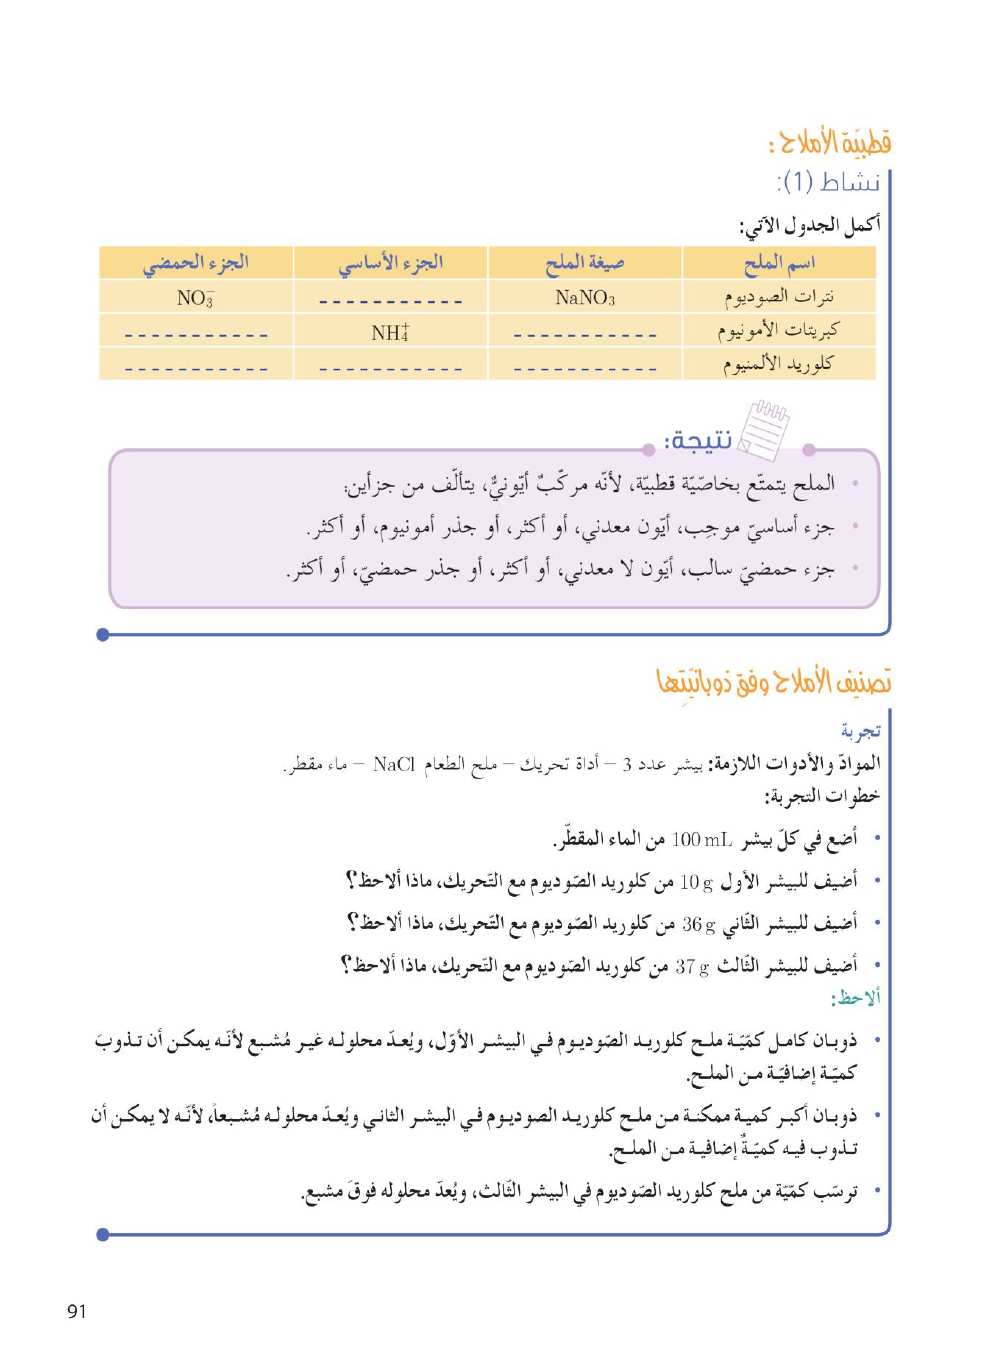 قطبيّة الأملاح :
نشاط (1):
أكمل الجدول الآتي:
اسم الملح صيغة الملح الجزء الأساسي الجزء الحمضي
نترات الصوديوم NaNO₃ ----------- NO₃⁻
كبريتات الأمونيوم ----------- NH₄⁺ -----------
كلوريد الألمنيوم ----------- ----------- -----------
نتيجة:
• الملح يتمتّع بخاصّيّة قطبيّة، لأنّه مركّبٌ أيّونيٌّ، يتألّف من جزأين:
• جزء أساسيّ موجِب، أيّون معدني، أو أكثر، أو جذر أمونيوم، أو أكثر.
• جزء حمضيّ سالب، أيّون لا معدني، أو أكثر، أو جذر حمضيّ، أو أكثر.
تصنيف الأملاح وفق ذوبانيّتِها
تجربة
الموادّ والأدوات اللازمة: بيشر عدد 3 – أداة تحريك – ملح الطعام NaCl – ماء مقطر.
خطوات التجربة:
• أضع في كلّ بيشر 100 mL من الماء المقطّر.
• أضيف للبيشر الأول 10 g من كلوريد الصّوديوم مع التّحريك، ماذا ألاحظ؟
• أضيف للبيشر الثّاني 36 g من كلوريد الصّوديوم مع التّحريك، ماذا ألاحظ؟
• أضيف للبيشر الثّالث 37 g من كلوريد الصّوديوم مع التّحريك، ماذا ألاحظ؟
ألاحظ:
• ذوبان كامل كمّيّة ملح كلوريد الصّوديوم في البيشر الأوّل، ويُعدّ محلوله غير مُشبع لأنّه يمكن أن تذوبَ
كميّة إضافيّة من الملح.
• ذوبان أكبر كمية ممكنة من ملح كلوريد الصوديوم في البيشر الثاني ويُعدّ محلوله مُشبعاً، لأنّه لا يمكن أن
تذوب فيه كميّةٌ إضافية من الملح.
• ترسّب كمّيّة من ملح كلوريد الصّوديوم في البيشر الثّالث، ويُعدّ محلوله فوقَ مشبع.
91